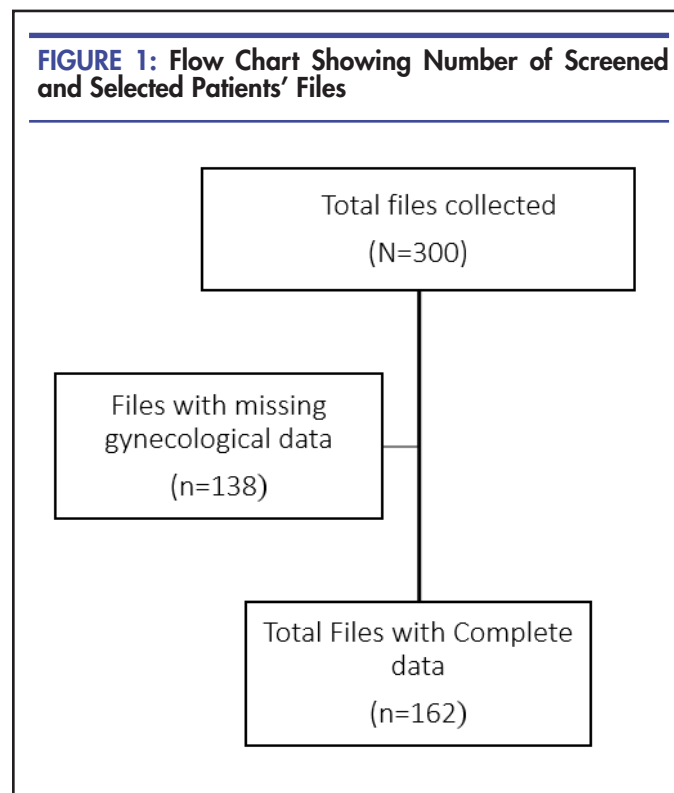 FIGURE 1: Flow Chart Showing Number of Screened
and Selected Patients’ Files
Total files collected
(N=300)
Files with missing
gynecological data
(n=138)
Total Files with Complete
data
(n=162)